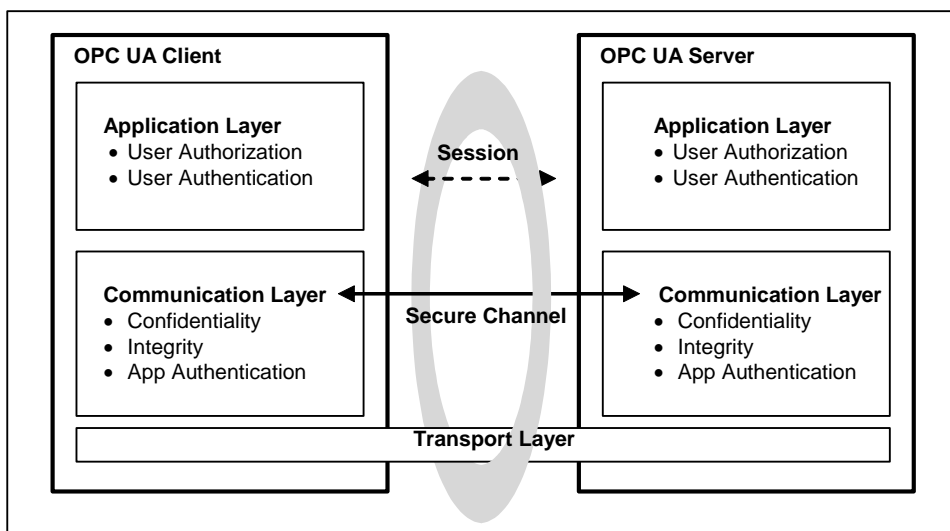 OPC UA Client
Application Layer
• User Authorization
• User Authentication
Communication Layer
• Confidentiality
• Integrity
• App Authentication
Session
Secure Channel
Transport Layer
OPC UA Server
Application Layer
• User Authorization
• User Authentication
Communication Layer
• Confidentiality
• Integrity
• App Authentication